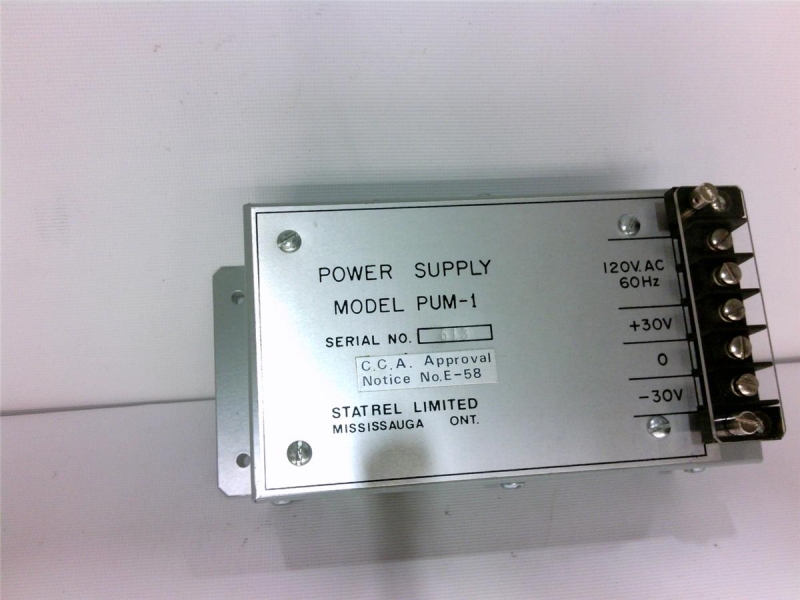 POWER SUPPLY
MODEL PUM-1
SERIAL NO.
C.C.A. Approval
Notice No.E-58
STATREL LIMITED
MISSISSAUGA ONT.
120V.AC
60Hz
+30V
0
-30V